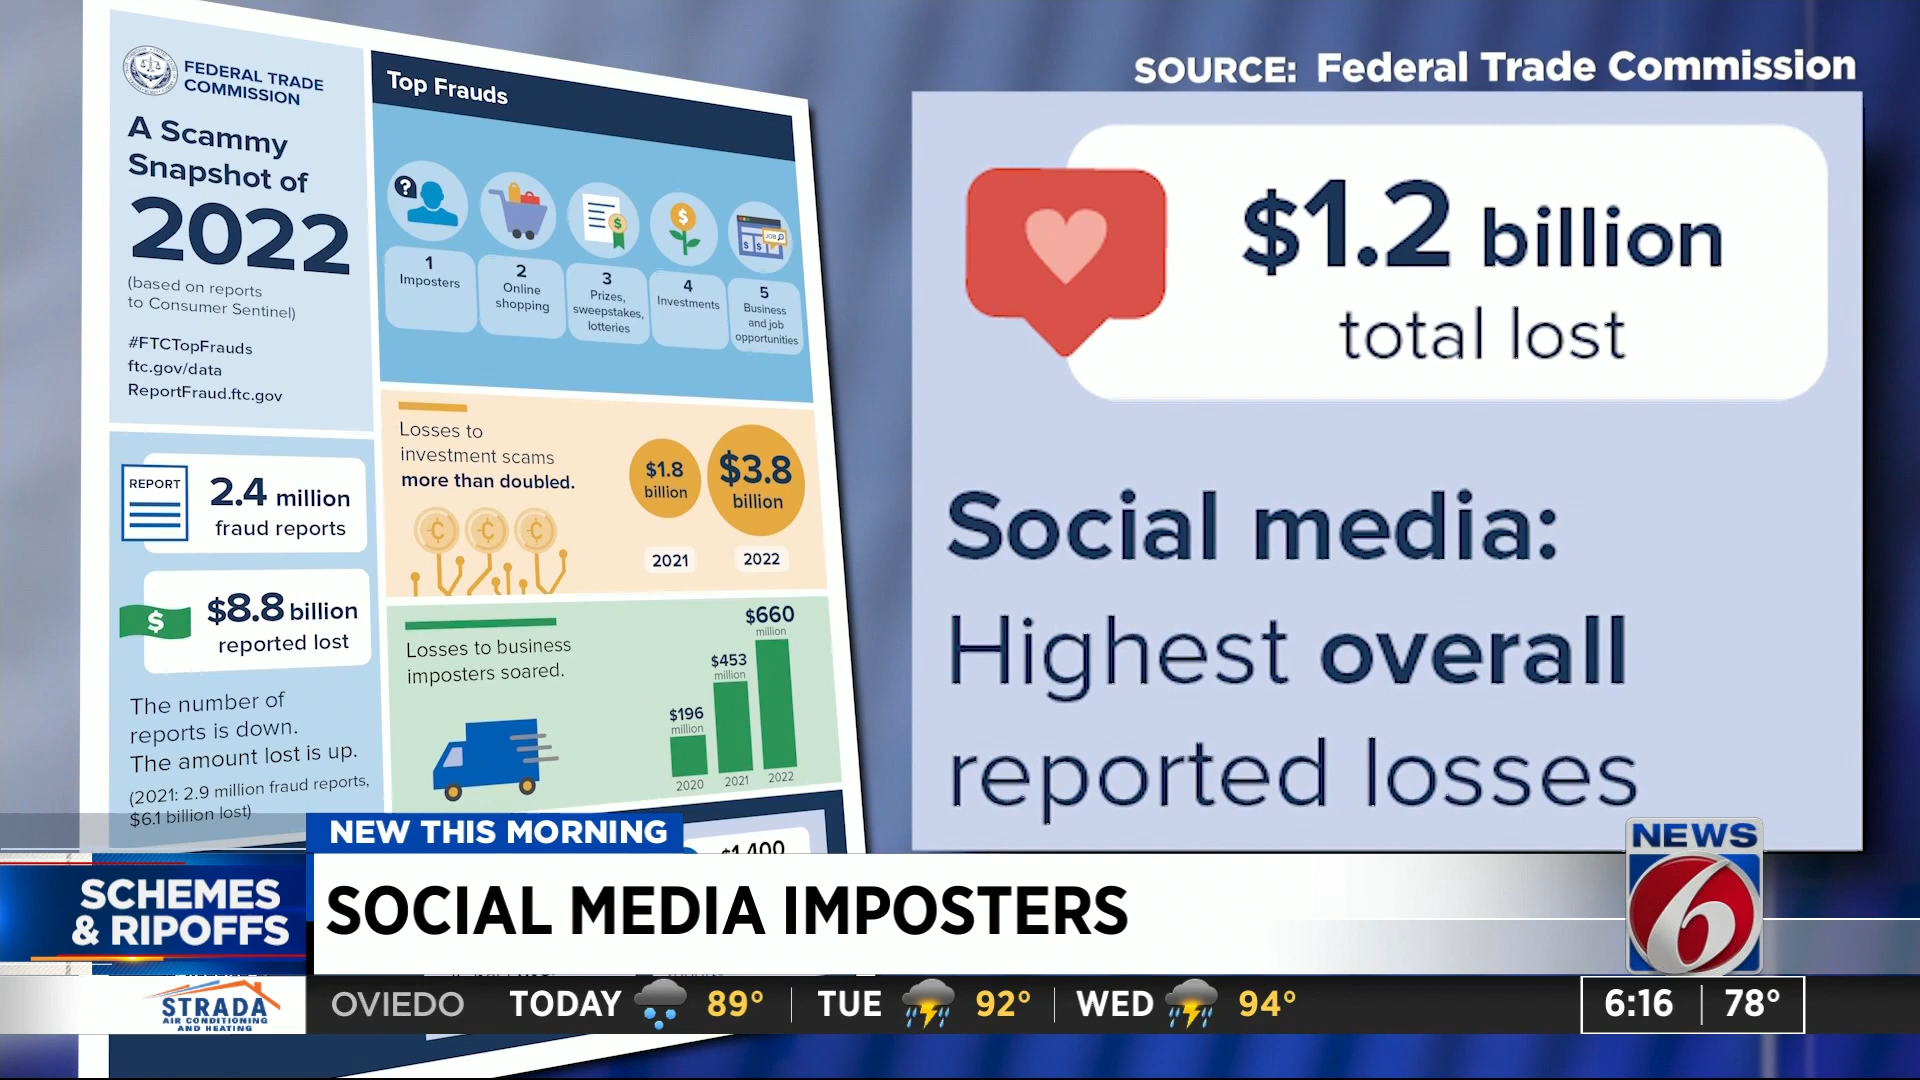 FEDERAL TRADE
COMMISSION
A Scammy
Snapshot of
2022
(based on reports
to Consumer Sentinel)
#FTCTopFrauds
ftc.gov/data
ReportFraud.ftc.gov
REPORT
2.4 million
fraud reports
$
$8.8 billion
reported lost
The number of
reports is down.
The amount lost is up.
(2021: 2.9 million fraud reports,
$6.1 billion lost)
Top Frauds
?
$
$
$ $
JOB
1
Imposters
2
Online
shopping
3
Prizes,
sweepstakes,
lotteries
4
Investments
5
Business
and job
opportunities
Losses to
investment scams
more than doubled.
$1.8
billion
2021
$3.8
billion
2022
Losses to business
imposters soared.
$196
million
2020
$453
million
2021
$660
million
2022
$1,400
SOURCE: Federal Trade Commission
$1.2 billion
total lost
Social media:
Highest overall
reported losses
NEW THIS MORNING
SCHEMES
& RIPOFFS
SOCIAL MEDIA IMPOSTERS
NEWS
6
STRADA
AIR CONDITIONING
AND HEATING
OVIEDO TODAY 89° TUE 92° WED 94°
6:16 78°